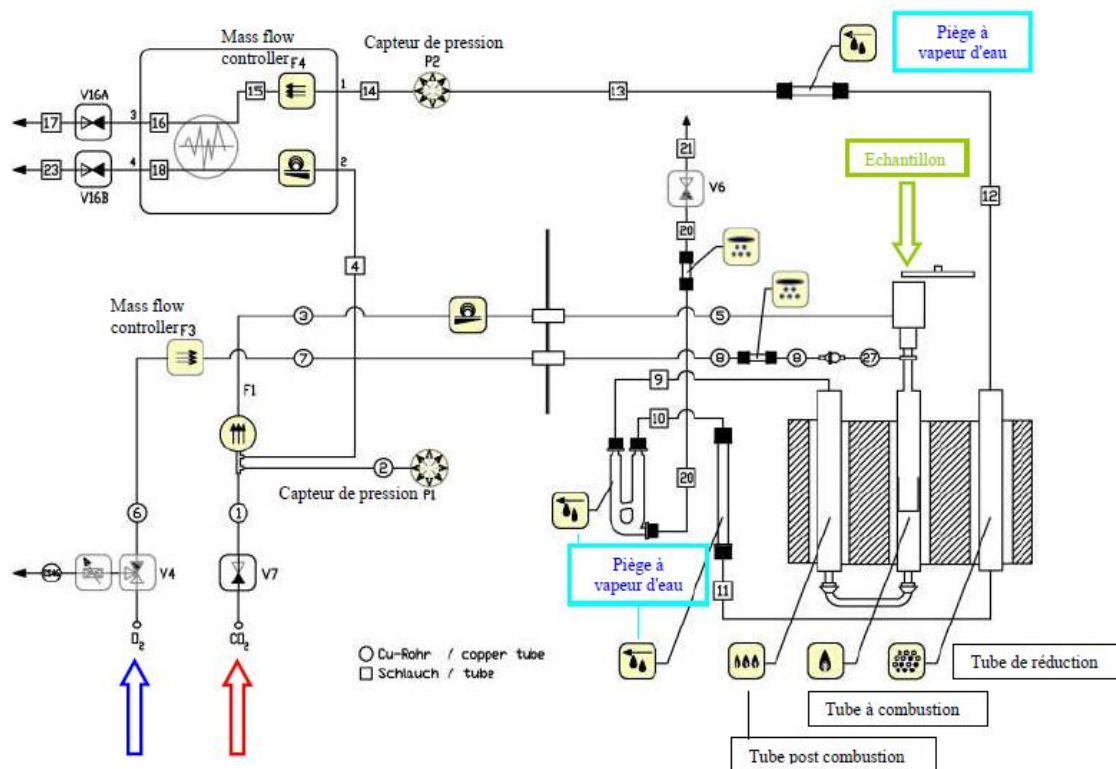 Mass flow
controller
F4
Capteur de pression
P2
Piège à
vapeur d'eau
V16A
17
3
16
15
1
14
13
V16B
23
4
18
2
21
V6
20
Echantillon
12
4
Mass flow
controller
F3
3
5
7
8
8
27
F1
9
10
20
2
Capteur de pression P1
6
1
V4
V7
O₂
CO₂
Piège à
vapeur d'eau
11
Cu-Rohr / copper tube
Schlauch / tube
Tube de réduction
Tube à combustion
Tube post combustion